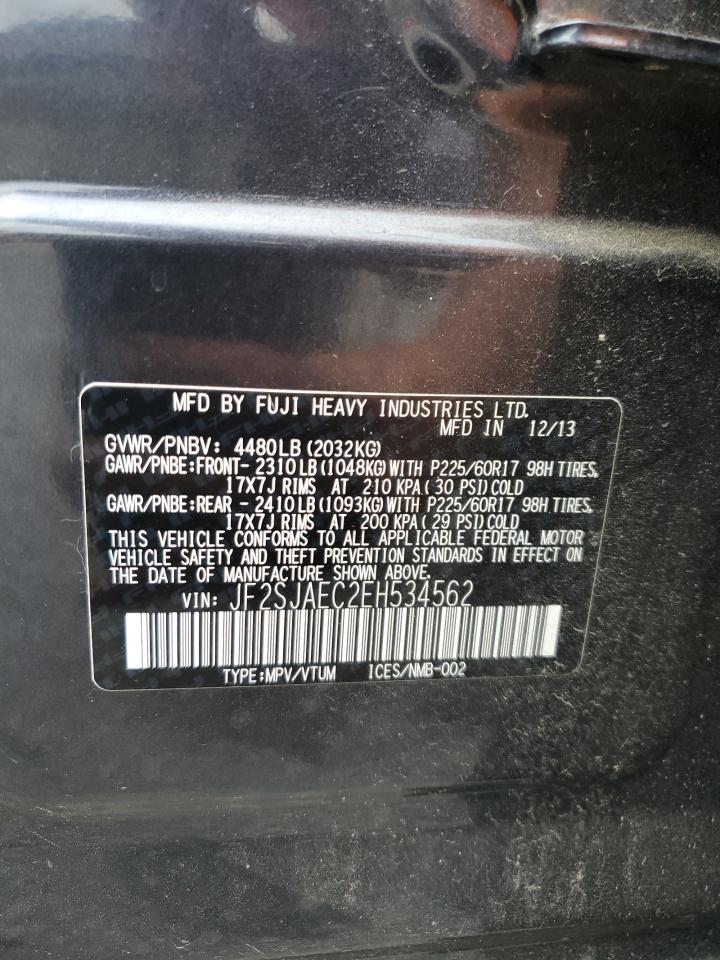 MFD BY FUJI HEAVY INDUSTRIES LTD.
MFD IN 12/13
GVWR/PNBV: 4480LB (2032KG)
GAWR/PNBE:FRONT- 2310LB (1048KG) WITH P225/60R17 98H TIRES,
17X7J RIMS AT 210 KPA (30 PSI) COLD
GAWR/PNBE:REAR - 2410LB (1093KG) WITH P225/60R17 98H TIRES,
17X7J RIMS AT 200 KPA (29 PSI) COLD
THIS VEHICLE CONFORMS TO ALL APPLICABLE FEDERAL MOTOR
VEHICLE SAFETY AND THEFT PREVENTION STANDARDS IN EFFECT ON
THE DATE OF MANUFACTURE SHOWN ABOVE.
VIN: JF2SJAEC2EH534562
TYPE:MPV/VTUM ICES/NMB-002